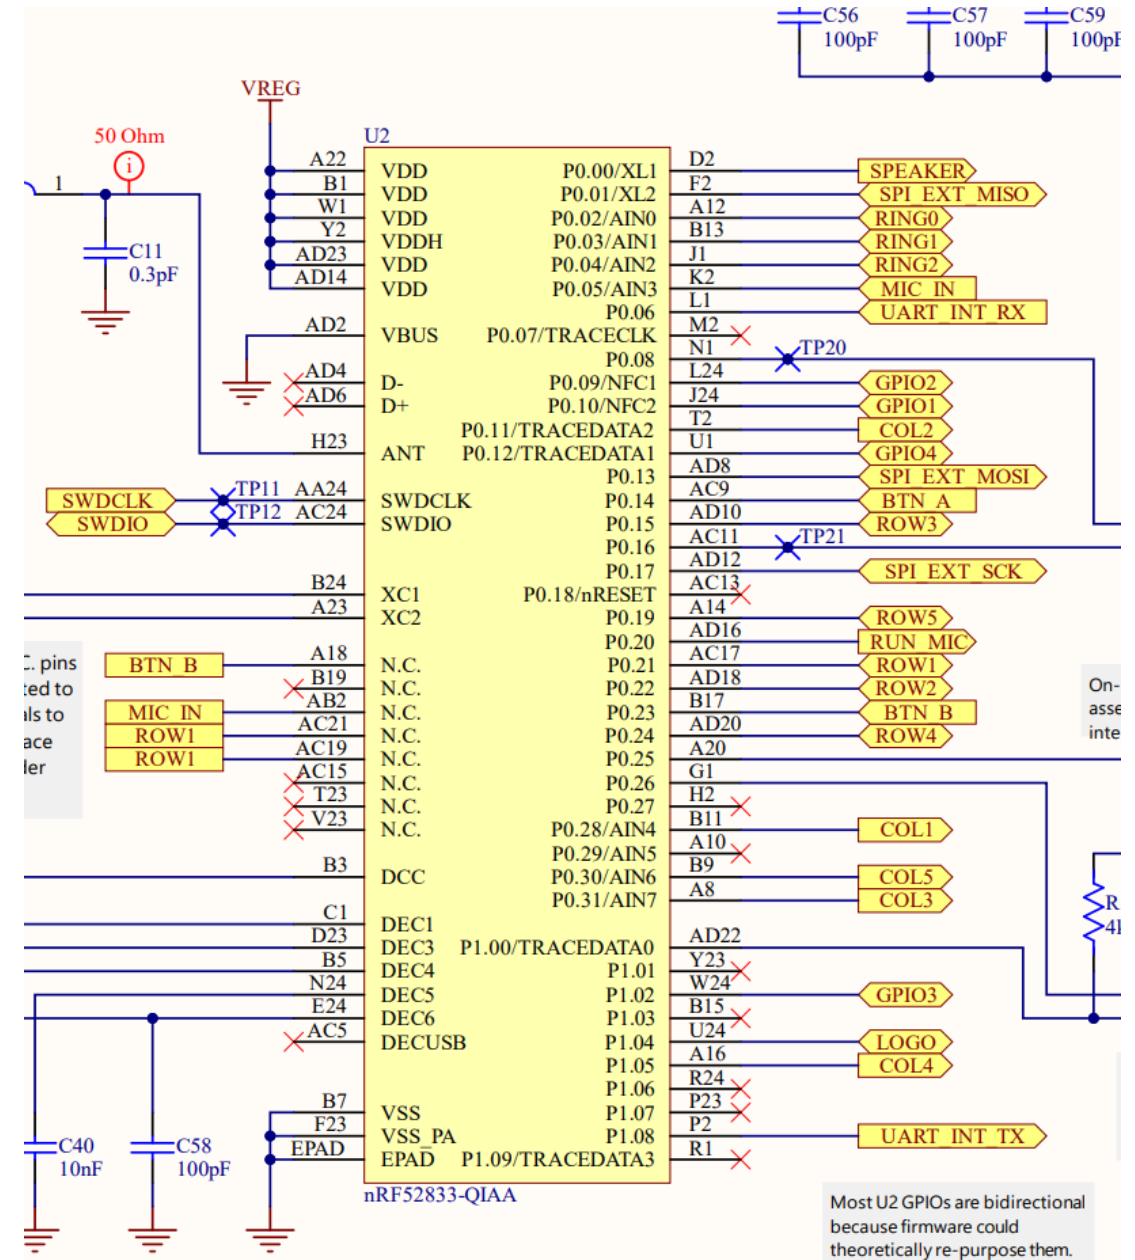 C56
100pF
C57
100pF
C59
100pF
VREG
50 Ohm
i
1
C11
0.3pF
U2
A22 VDD
B1 VDD
W1 VDD
Y2 VDDH
AD23 VDD
AD14 VDD
AD2 VBUS
AD4 D-
AD6 D+
H23 ANT
SWDCLK TP11 AA24 SWDCLK
SWDIO TP12 AC24 SWDIO
B24 XC1
A23 XC2
BTN_B A18 N.C.
B19 N.C.
MIC_IN AB2 N.C.
ROW1 AC21 N.C.
ROW1 AC19 N.C.
AC15 N.C.
T23 N.C.
V23 N.C.
B3 DCC
C1 DEC1
D23 DEC3
B5 DEC4
N24 DEC5
E24 DEC6
AC5 DECUSB
B7 VSS
F23 VSS_PA
EPAD EPAD
P0.00/XL1 D2 SPEAKER
P0.01/XL2 F2 SPI_EXT_MISO
P0.02/AIN0 A12 RING0
P0.03/AIN1 B13 RING1
P0.04/AIN2 J1 RING2
P0.05/AIN3 K2 MIC_IN
P0.06 L1 UART_INT_RX
P0.07/TRACECLK M2
P0.08 N1 TP20
P0.09/NFC1 L24 GPIO2
P0.10/NFC2 J24 GPIO1
P0.11/TRACEDATA2 T2 COL2
P0.12/TRACEDATA1 U1 GPIO4
P0.13 AD8 SPI_EXT_MOSI
P0.14 AC9 BTN_A
P0.15 AD10 ROW3
P0.16 AC11 TP21
P0.17 AD12 SPI_EXT_SCK
P0.18/nRESET AC13
P0.19 A14 ROW5
P0.20 AD16 RUN_MIC
P0.21 AC17 ROW1
P0.22 AD18 ROW2
P0.23 B17 BTN_B
P0.24 AD20 ROW4
P0.25 A20
P0.26 G1
P0.27 H2
P0.28/AIN4 B11 COL1
P0.29/AIN5 A10
P0.30/AIN6 B9 COL5
P0.31/AIN7 A8 COL3
P1.00/TRACEDATA0 AD22
P1.01 Y23
P1.02 W24 GPIO3
P1.03 B15
P1.04 U24 LOGO
P1.05 A16 COL4
P1.06 R24
P1.07 P23
P1.08 P2 UART_INT_TX
P1.09/TRACEDATA3 R1
nRF52833-QIAA
C40
10nF
C58
100pF
C. pins
ted to
als to
ace
der
On-
asse
inte
R
Most U2 GPIOs are bidirectional
because firmware could
theoretically re-purpose them.